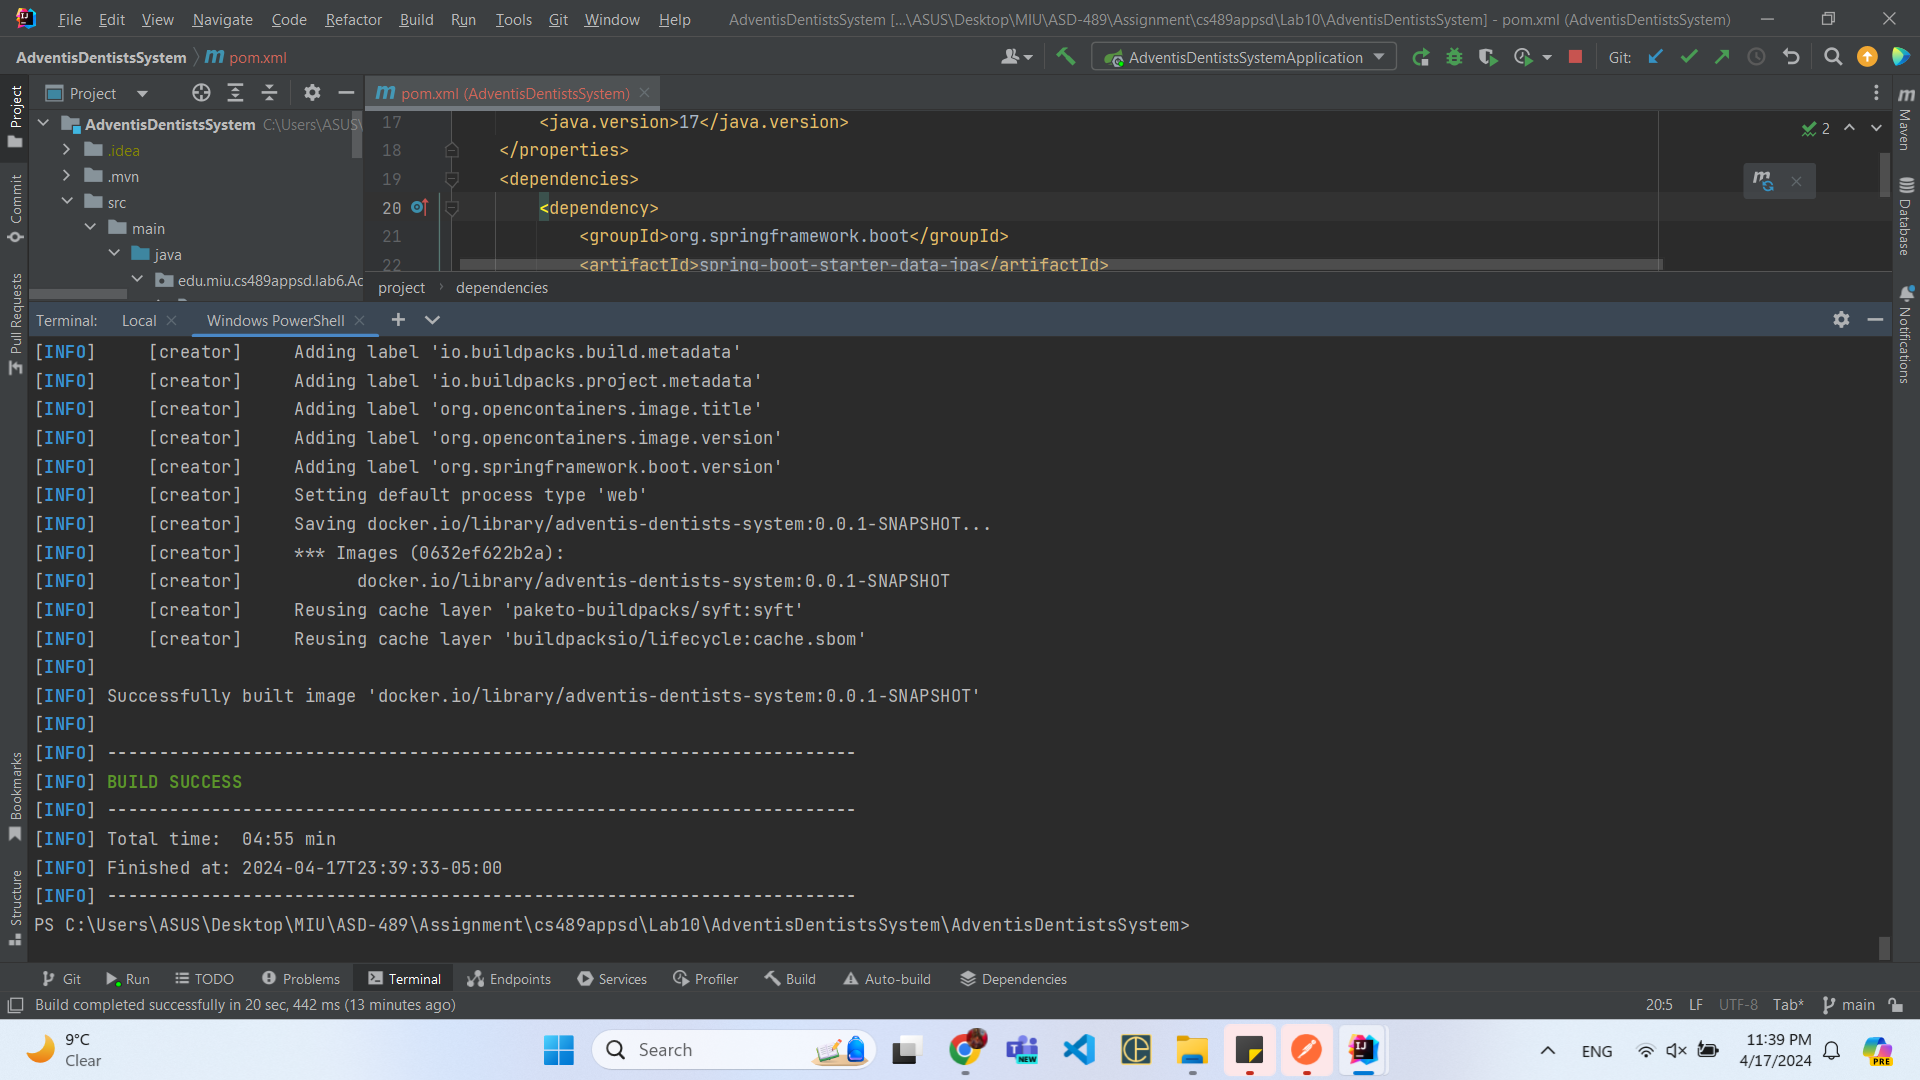 File Edit View Navigate Code Refactor Build Run Tools Git Window Help AdventisDentistsSystem [...\ASUS\Desktop\MIU\ASD-489\Assignment\cs489appsd\Lab10\AdventisDentistsSystem] - pom.xml (AdventisDentistsSystem)
AdventisDentistsSystem m pom.xml AdventisDentistsSystemApplication Git:
Project m pom.xml (AdventisDentistsSystem)
AdventisDentistsSystem C:\Users\ASUS\
.idea
.mvn
src
main
java
edu.miu.cs489appsd.lab6.Ad
17 <java.version>17</java.version>
18 </properties>
19 <dependencies>
20 <dependency>
21 <groupId>org.springframework.boot</groupId>
22 <artifactId>spring-boot-starter-data-jpa</artifactId>
2
project dependencies
Terminal: Local Windows PowerShell
[INFO] [creator] Adding label 'io.buildpacks.build.metadata'
[INFO] [creator] Adding label 'io.buildpacks.project.metadata'
[INFO] [creator] Adding label 'org.opencontainers.image.title'
[INFO] [creator] Adding label 'org.opencontainers.image.version'
[INFO] [creator] Adding label 'org.springframework.boot.version'
[INFO] [creator] Setting default process type 'web'
[INFO] [creator] Saving docker.io/library/adventis-dentists-system:0.0.1-SNAPSHOT...
[INFO] [creator] *** Images (0632ef622b2a):
[INFO] [creator] docker.io/library/adventis-dentists-system:0.0.1-SNAPSHOT
[INFO] [creator] Reusing cache layer 'paketo-buildpacks/syft:syft'
[INFO] [creator] Reusing cache layer 'buildpacksio/lifecycle:cache.sbom'
[INFO]
[INFO] Successfully built image 'docker.io/library/adventis-dentists-system:0.0.1-SNAPSHOT'
[INFO]
[INFO] ------------------------------------------------------------------------
[INFO] BUILD SUCCESS
[INFO] ------------------------------------------------------------------------
[INFO] Total time:  04:55 min
[INFO] Finished at: 2024-04-17T23:39:33-05:00
[INFO] ------------------------------------------------------------------------
PS C:\Users\ASUS\Desktop\MIU\ASD-489\Assignment\cs489appsd\Lab10\AdventisDentistsSystem\AdventisDentistsSystem>
Project
Commit
Pull Requests
Bookmarks
Structure
Maven
Database
Notifications
Git Run TODO Problems Terminal Endpoints Services Profiler Build Auto-build Dependencies
Build completed successfully in 20 sec, 442 ms (13 minutes ago) 20:5 LF UTF-8 Tab* main
9°C
Clear
Search
NEW
ENG
11:39 PM
4/17/2024
PRE